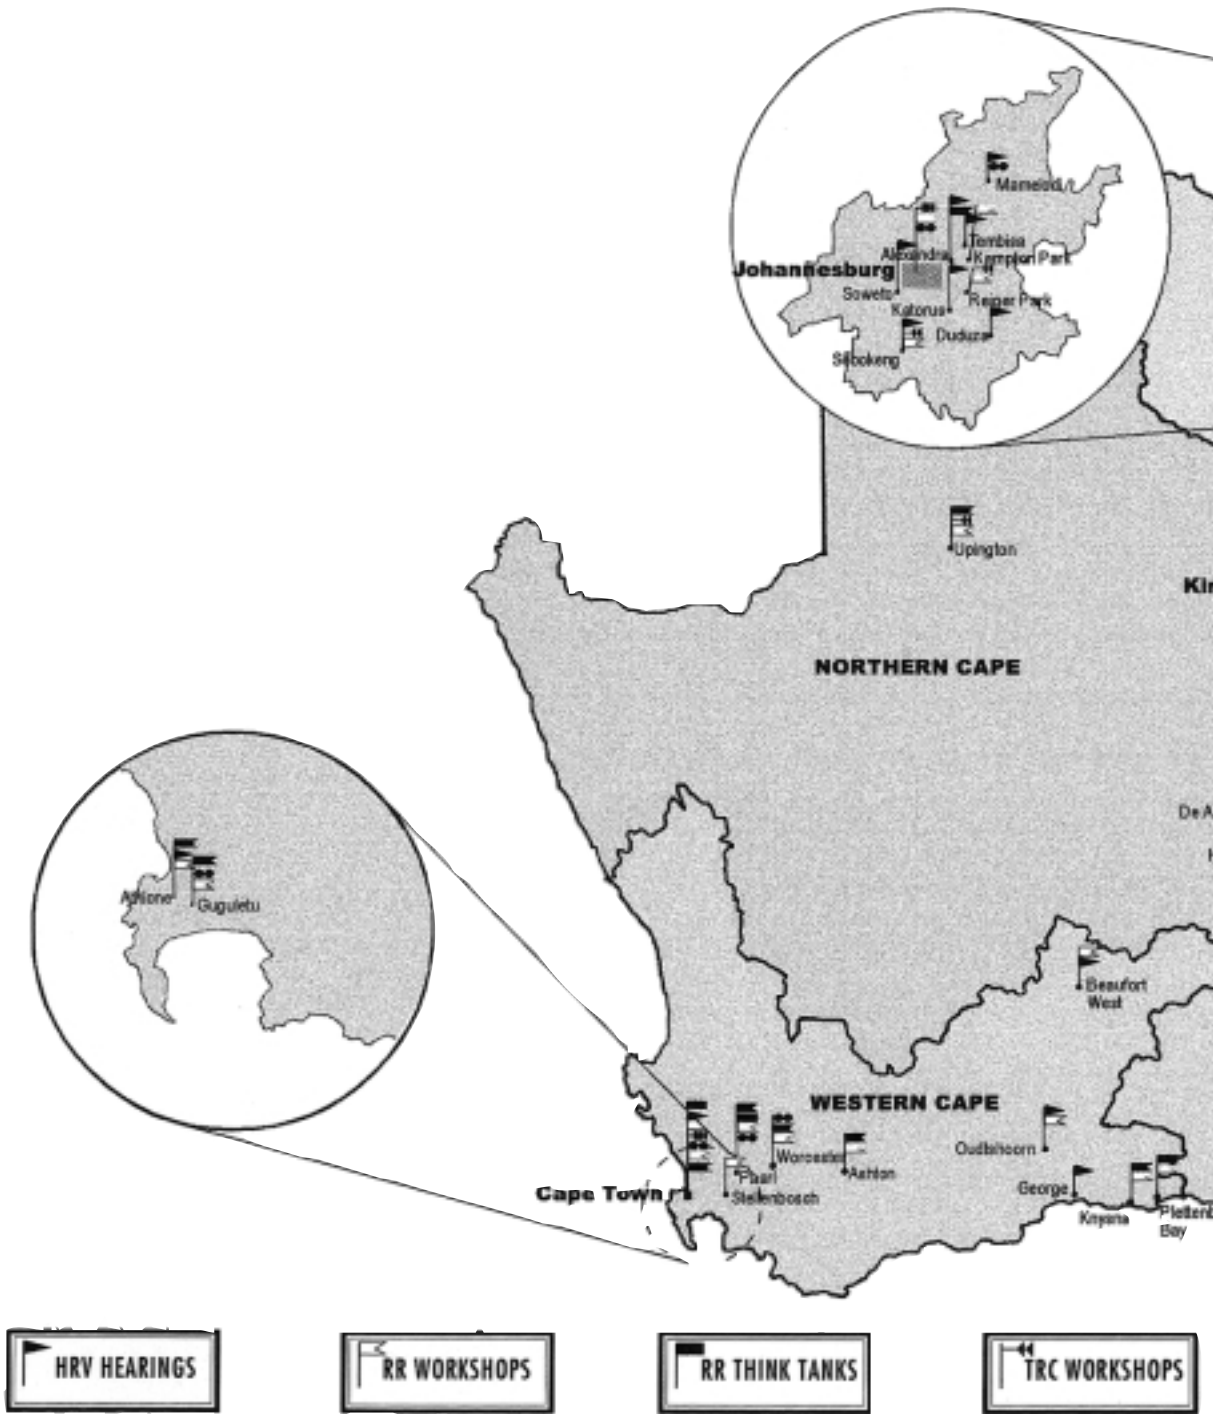 Mamelodi
Tembisa
Alexandra
Kempton Park
Johannesburg
Soweto
Reiger Park
Katorus
Duduza
Sebokeng
Upington
NORTHERN CAPE
Athlone
Guguletu
Beaufort
West
WESTERN CAPE
Oudtshoorn
Worcester
Paarl
Ashton
Cape Town
Stellenbosch
George
Knysna
Bay
HRV HEARINGS
RR WORKSHOPS
RR THINK TANKS
TRC WORKSHOPS